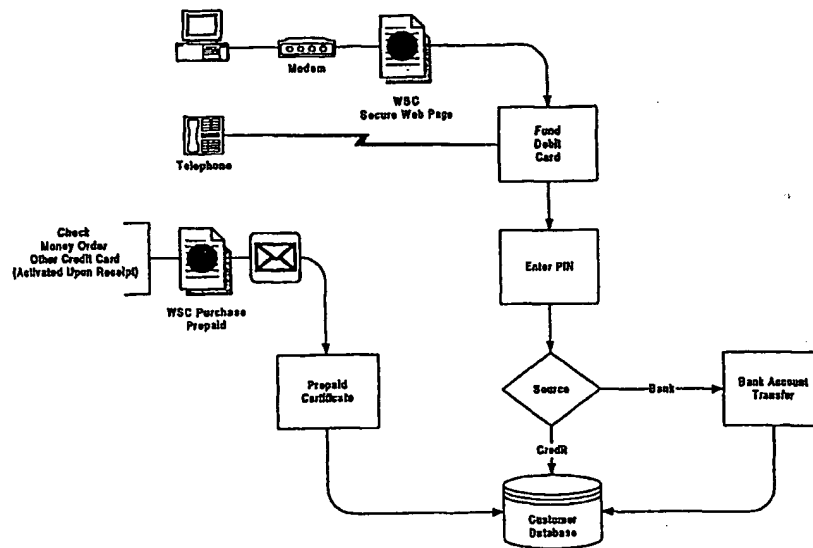 Modem
WSC
Secure Web Page
Fund
Debit
Card
Telephone
Check
Money Order
Other Credit Card
(Activated Upon Receipt)
WSC Purchase
Prepaid
Enter PIN
Prepaid
Certificate
Source
Bank
Bank Account
Transfer
Credit
Customer
Database